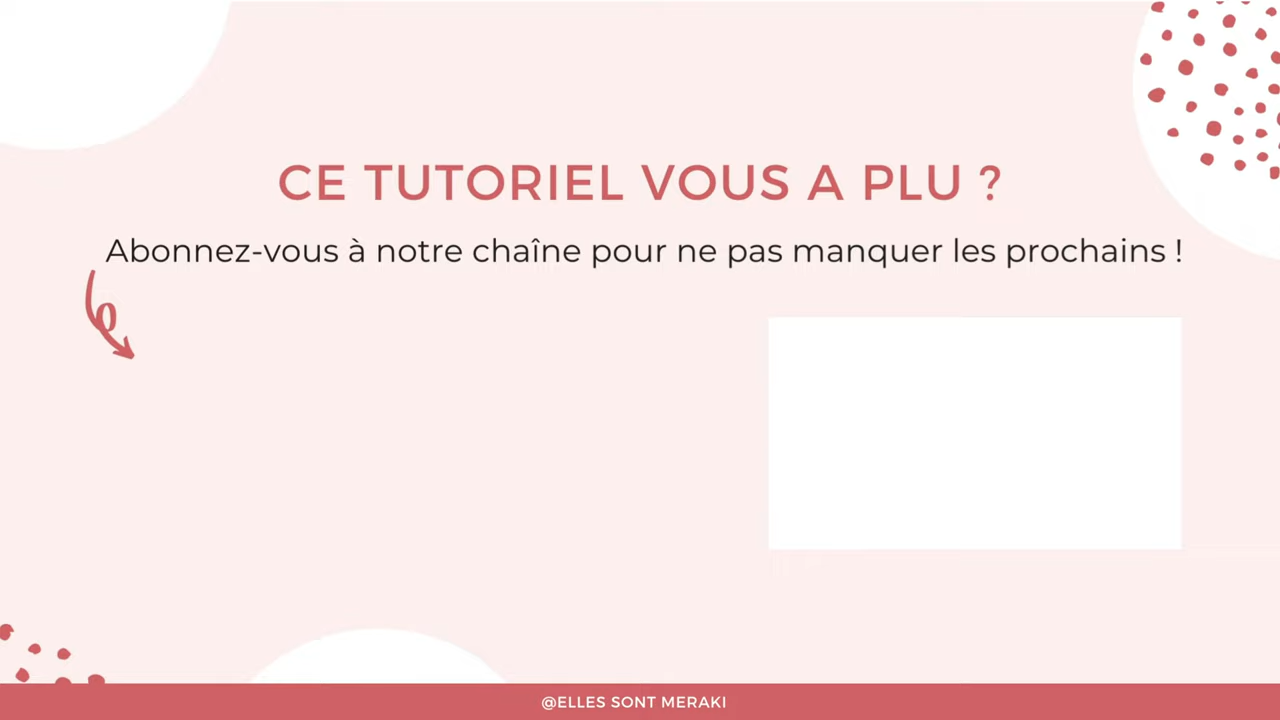 CE TUTORIEL VOUS A PLU ?
Abonnez-vous à notre chaîne pour ne pas manquer les prochains !
@ELLES SONT MERAKI